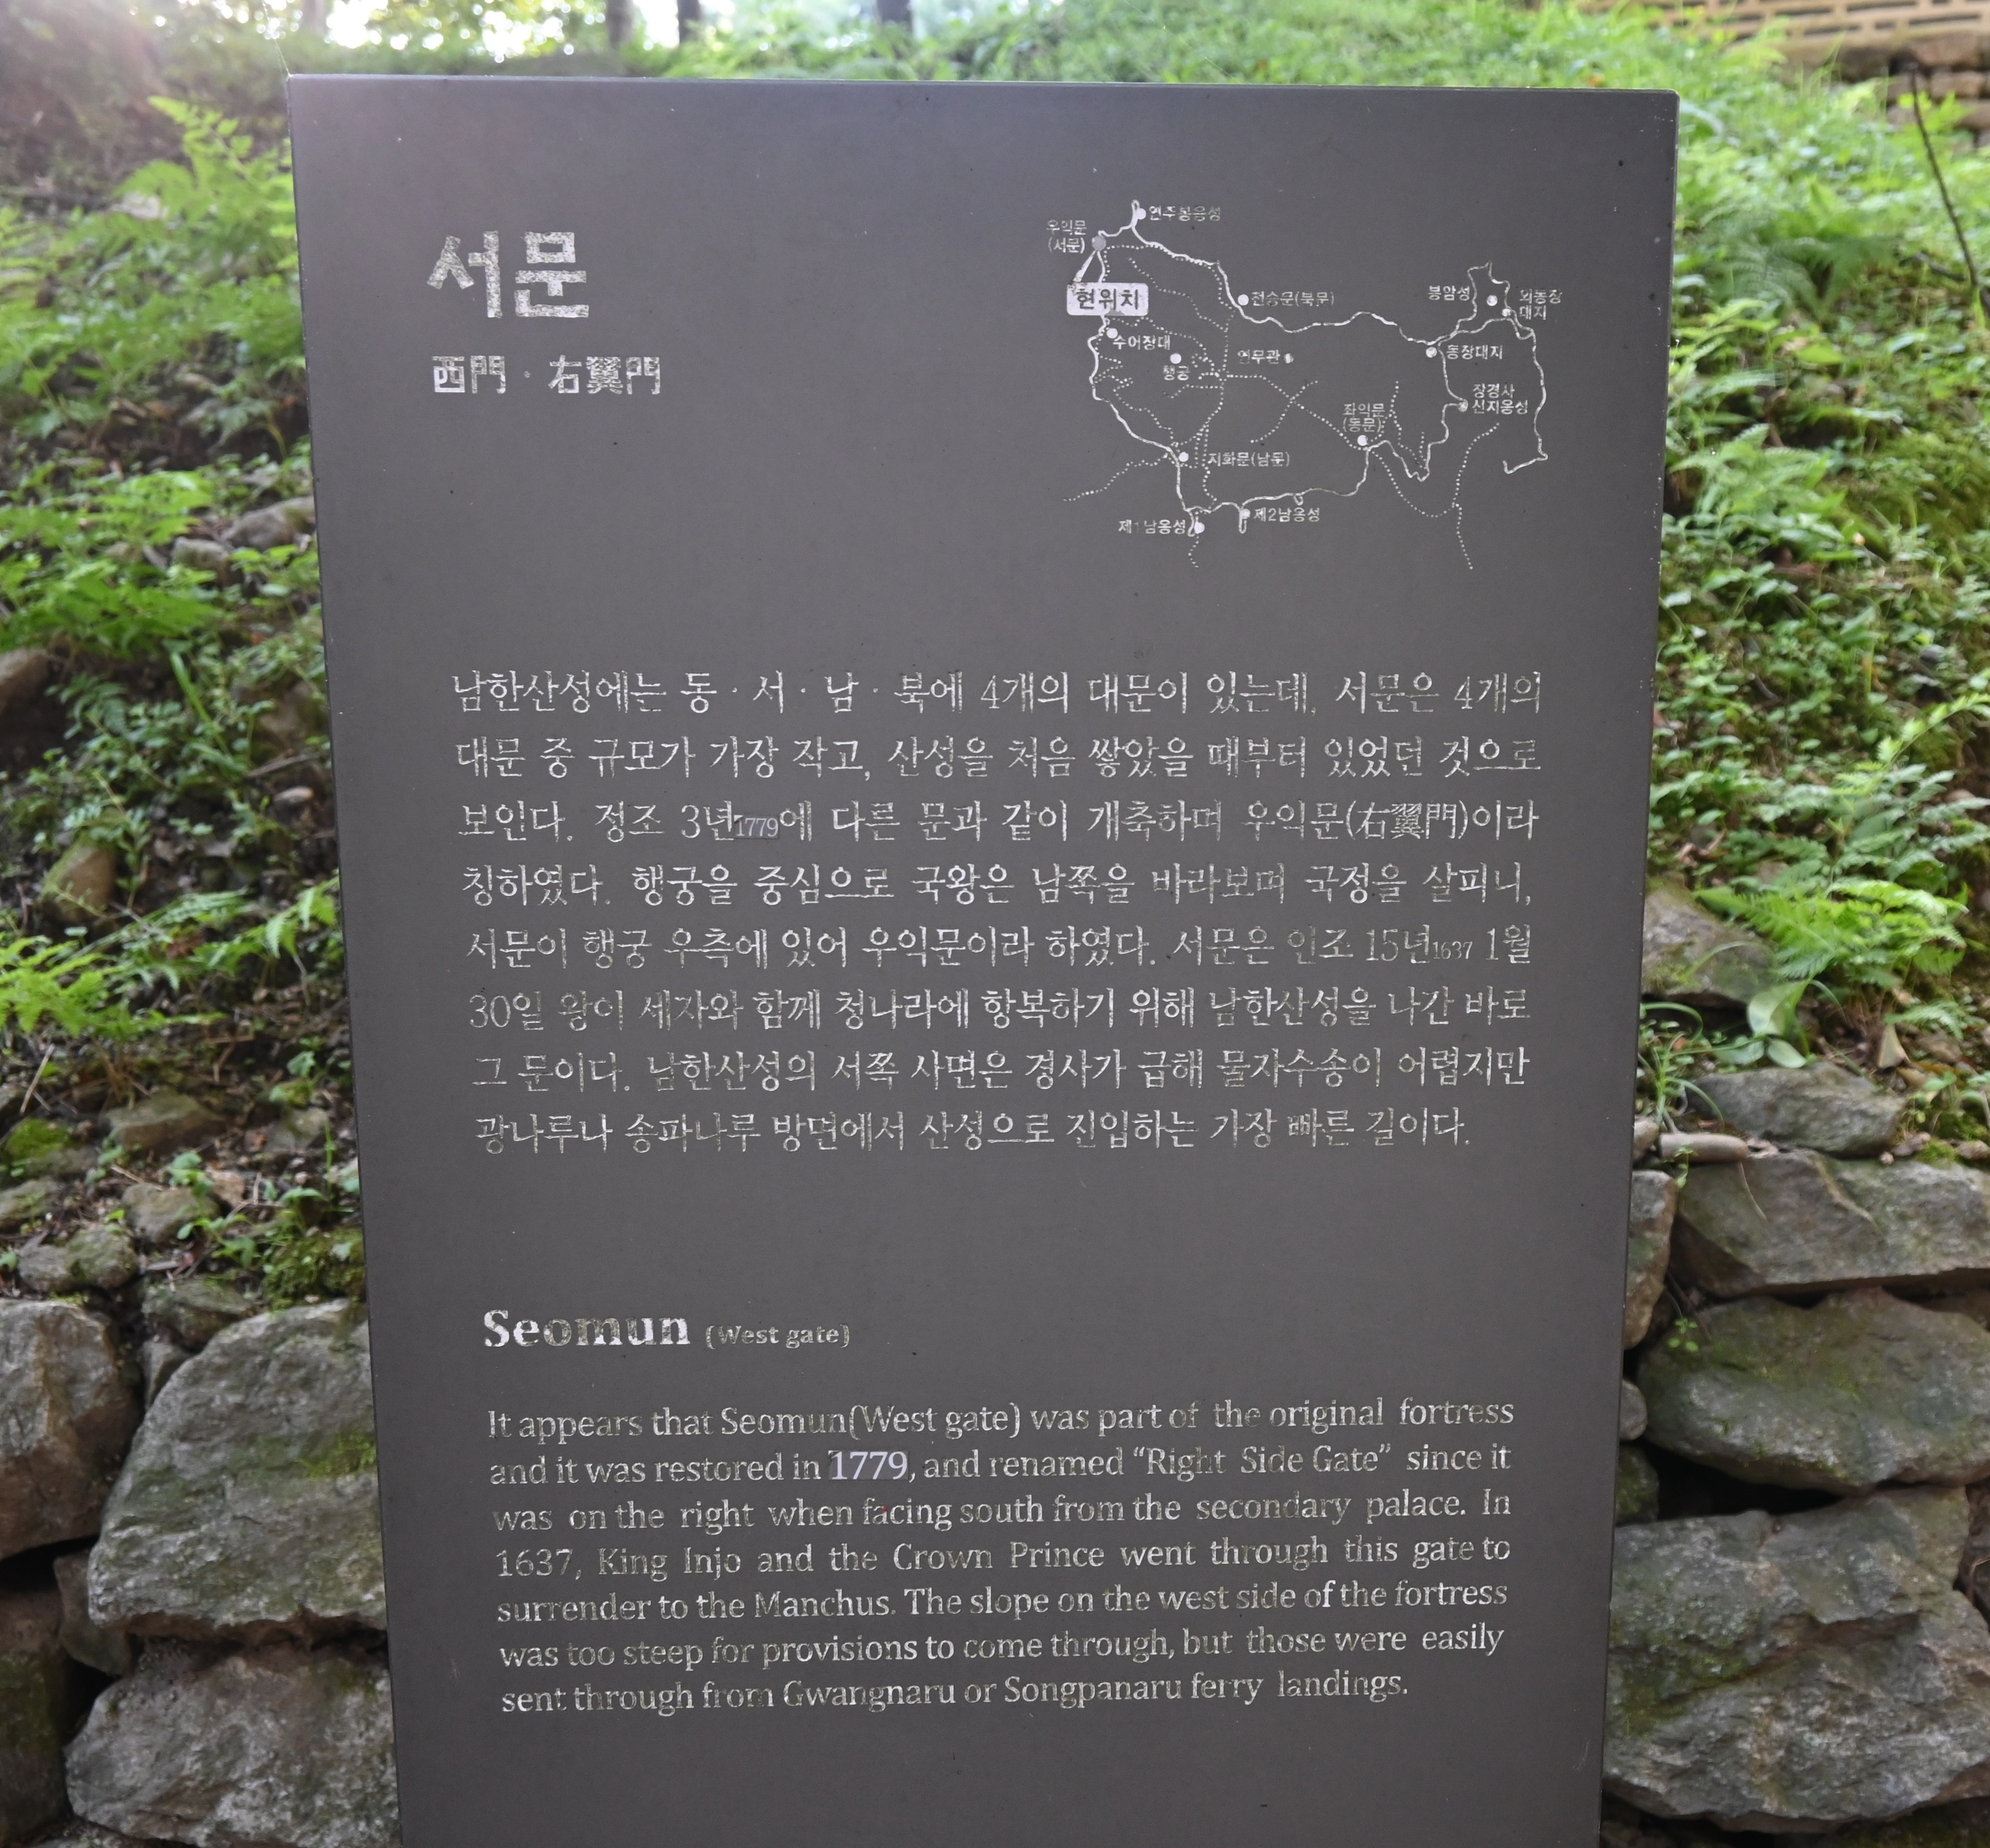 서문
西門 · 右翼門
연주봉옹성
우익문
(서문)
현위치
전승문(북문)
봉암성
외동장
대지
수어장대
행궁
연무관
동장대지
장경사
신지옹성
좌익문
(동문)
지화문(남문)
제1남옹성
제2남옹성
남한산성에는 동 · 서 · 남 · 북에 4개의 대문이 있는데, 서문은 4개의
대문 중 규모가 가장 작고, 산성을 처음 쌓았을 때부터 있었던 것으로
보인다. 정조 3년1779에 다른 문과 같이 개축하며 우익문(右翼門)이라
칭하였다. 행궁을 중심으로 국왕은 남쪽을 바라보며 국정을 살피니,
서문이 행궁 우측에 있어 우익문이라 하였다. 서문은 인조 15년1637 1월
30일 왕이 세자와 함께 청나라에 항복하기 위해 남한산성을 나간 바로
그 문이다. 남한산성의 서쪽 사면은 경사가 급해 물자수송이 어렵지만
광나루나 송파나루 방면에서 산성으로 진입하는 가장 빠른 길이다.
Seomun (West gate)
It appears that Seomun(West gate) was part of the original fortress
and it was restored in 1779, and renamed “Right Side Gate” since it
was on the right when facing south from the secondary palace. In
1637, King Injo and the Crown Prince went through this gate to
surrender to the Manchus. The slope on the west side of the fortress
was too steep for provisions to come through, but those were easily
sent through from Gwangnaru or Songpanaru ferry landings.